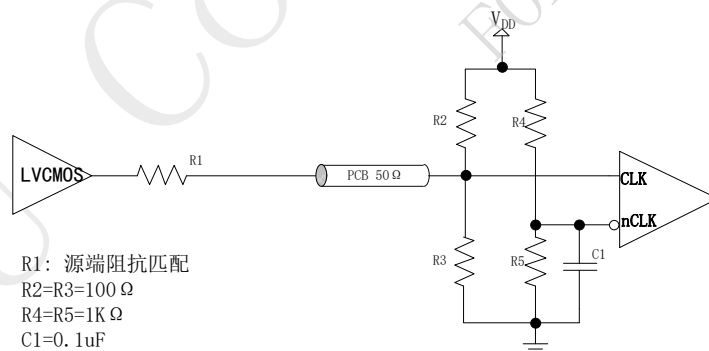 V_DD
R2
R4
R1
LVCMOS
PCB 50Ω
CLK
nCLK
R3
R5
C1
R1: 源端阻抗匹配
R2=R3=100Ω
R4=R5=1KΩ
C1=0.1uF